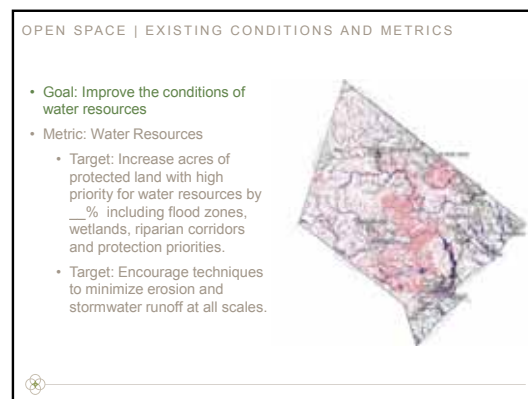 OPEN SPACE | EXISTING CONDITIONS AND METRICS
• Goal: Improve the conditions of
water resources
• Metric: Water Resources
• Target: Increase acres of
protected land with high
priority for water resources by
__% including flood zones,
wetlands, riparian corridors
and protection priorities.
• Target: Encourage techniques
to minimize erosion and
stormwater runoff at all scales.